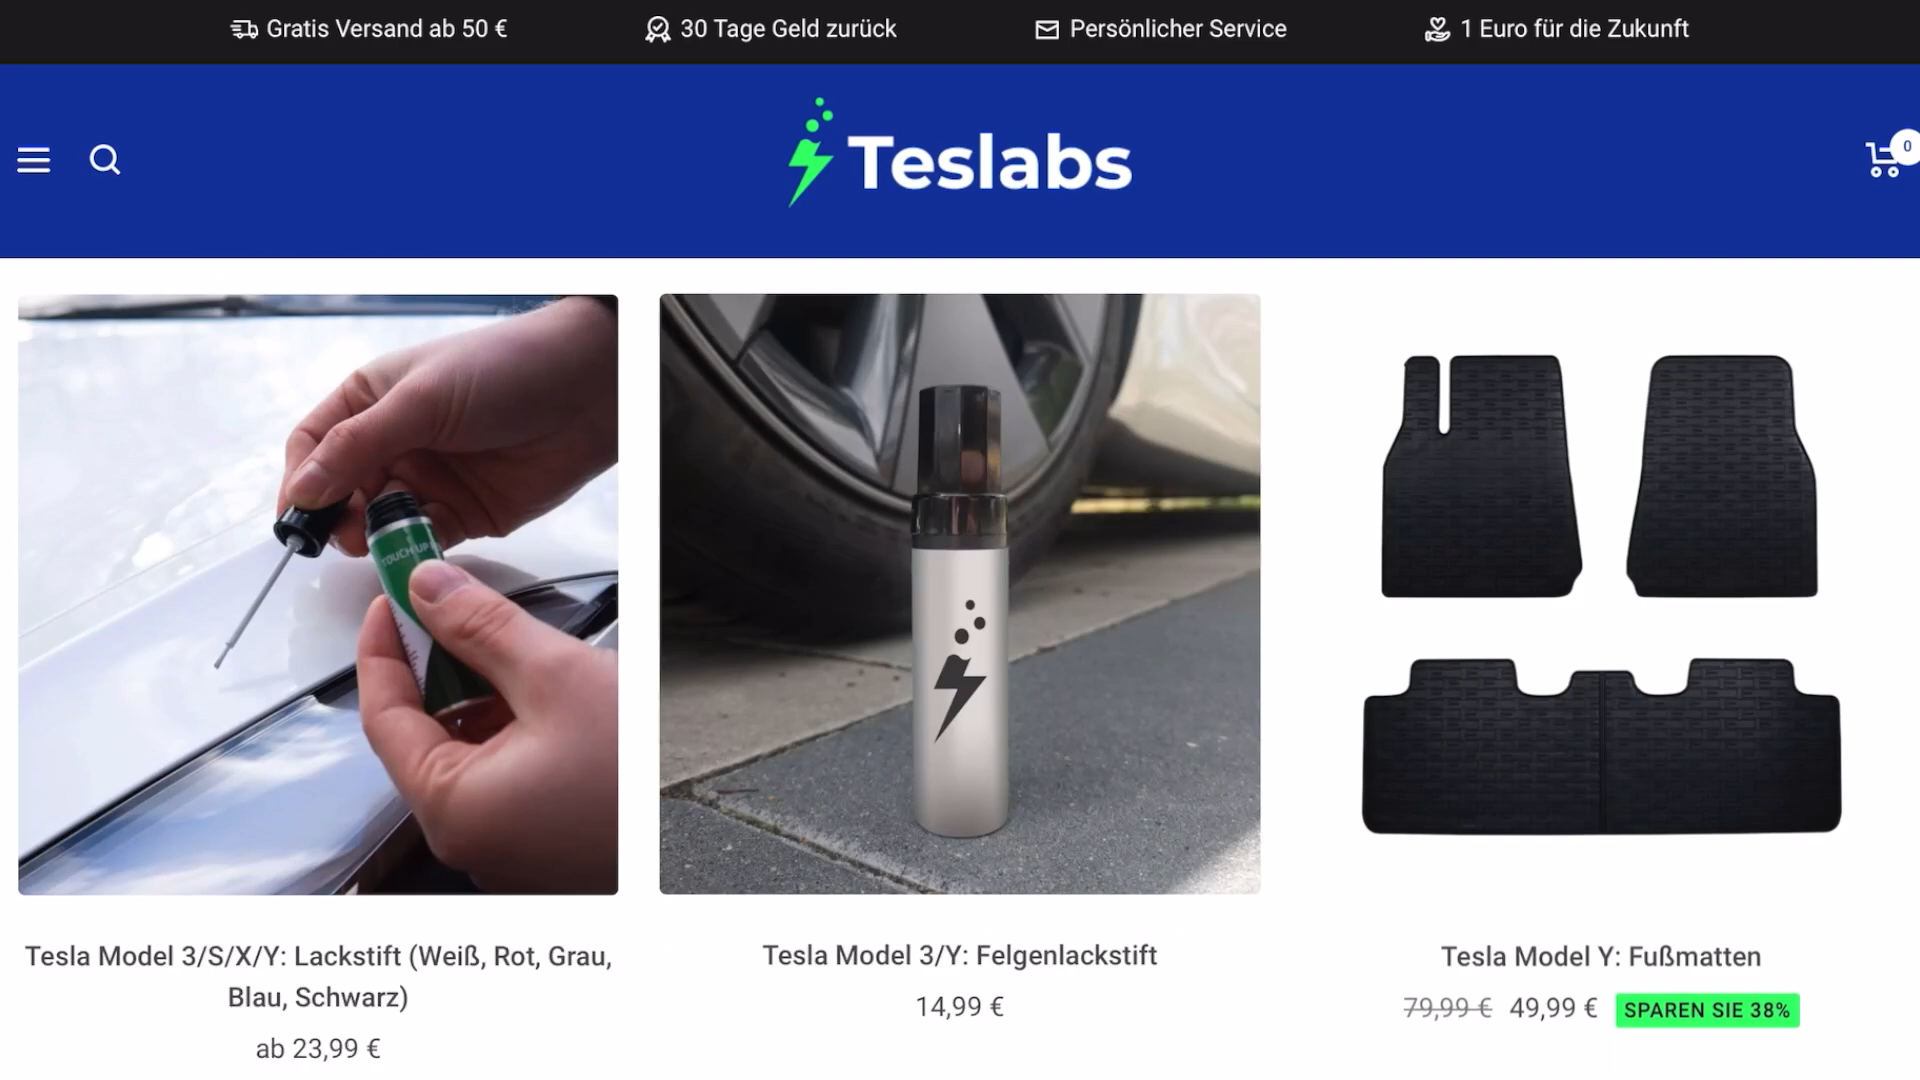 Gratis Versand ab 50 €
30 Tage Geld zurück
Persönlicher Service
1 Euro für die Zukunft
Teslabs
0
TOUCH UP
Tesla Model 3/S/X/Y: Lackstift (Weiß, Rot, Grau,
Blau, Schwarz)
ab 23,99 €
Tesla Model 3/Y: Felgenlackstift
14,99 €
Tesla Model Y: Fußmatten
79,99 € 49,99 € SPAREN SIE 38%